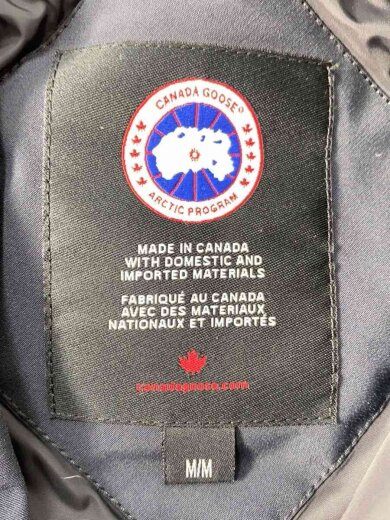 CANADA GOOSE®
ARCTIC PROGRAM
MADE IN CANADA
WITH DOMESTIC AND
IMPORTED MATERIALS
FABRIQUÉ AU CANADA
AVEC DES MATERIAUX
NATIONAUX ET IMPORTÉS
canadagoose.com
M/M